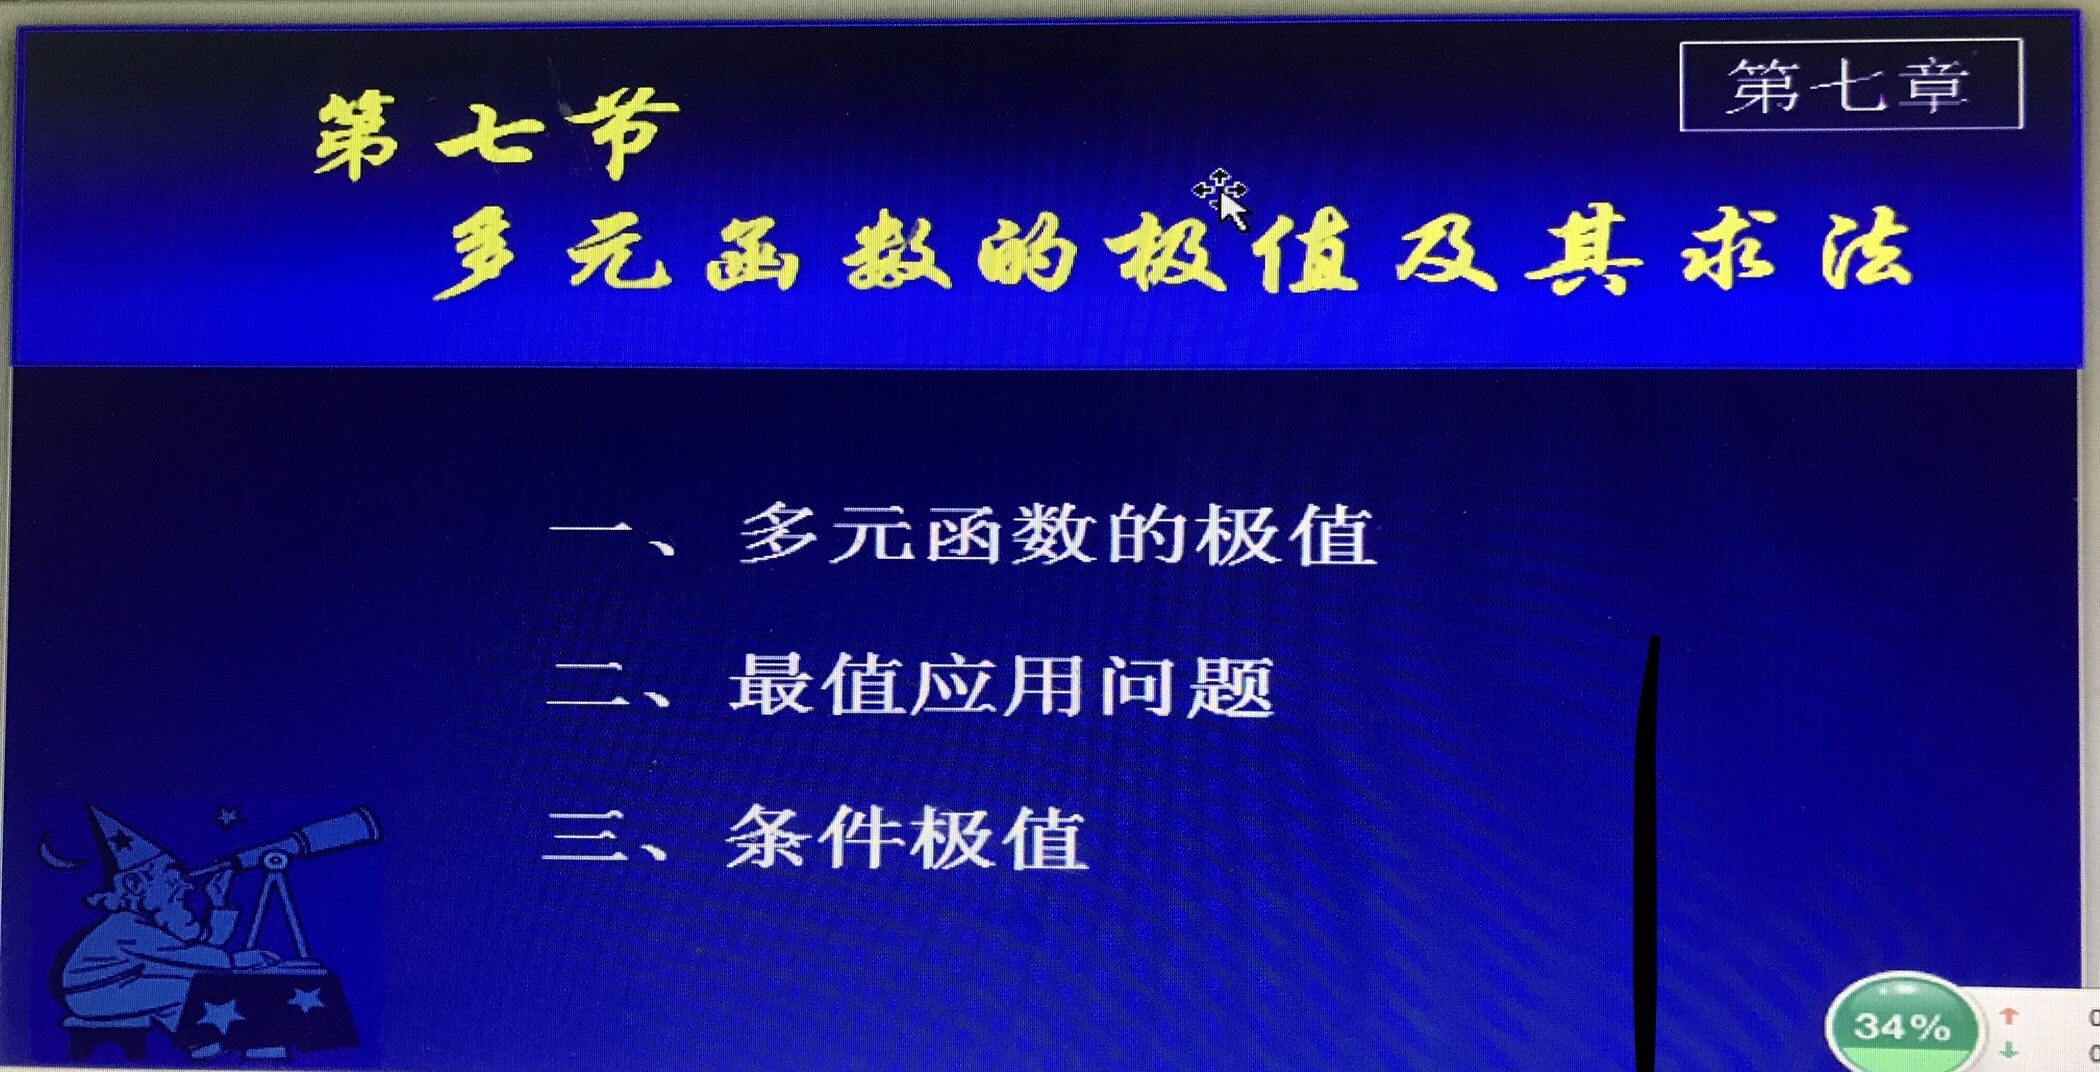 第七章
第七节
多元函数的极值及其求法
一、多元函数的极值
二、最值应用问题
三、条件极值
34%